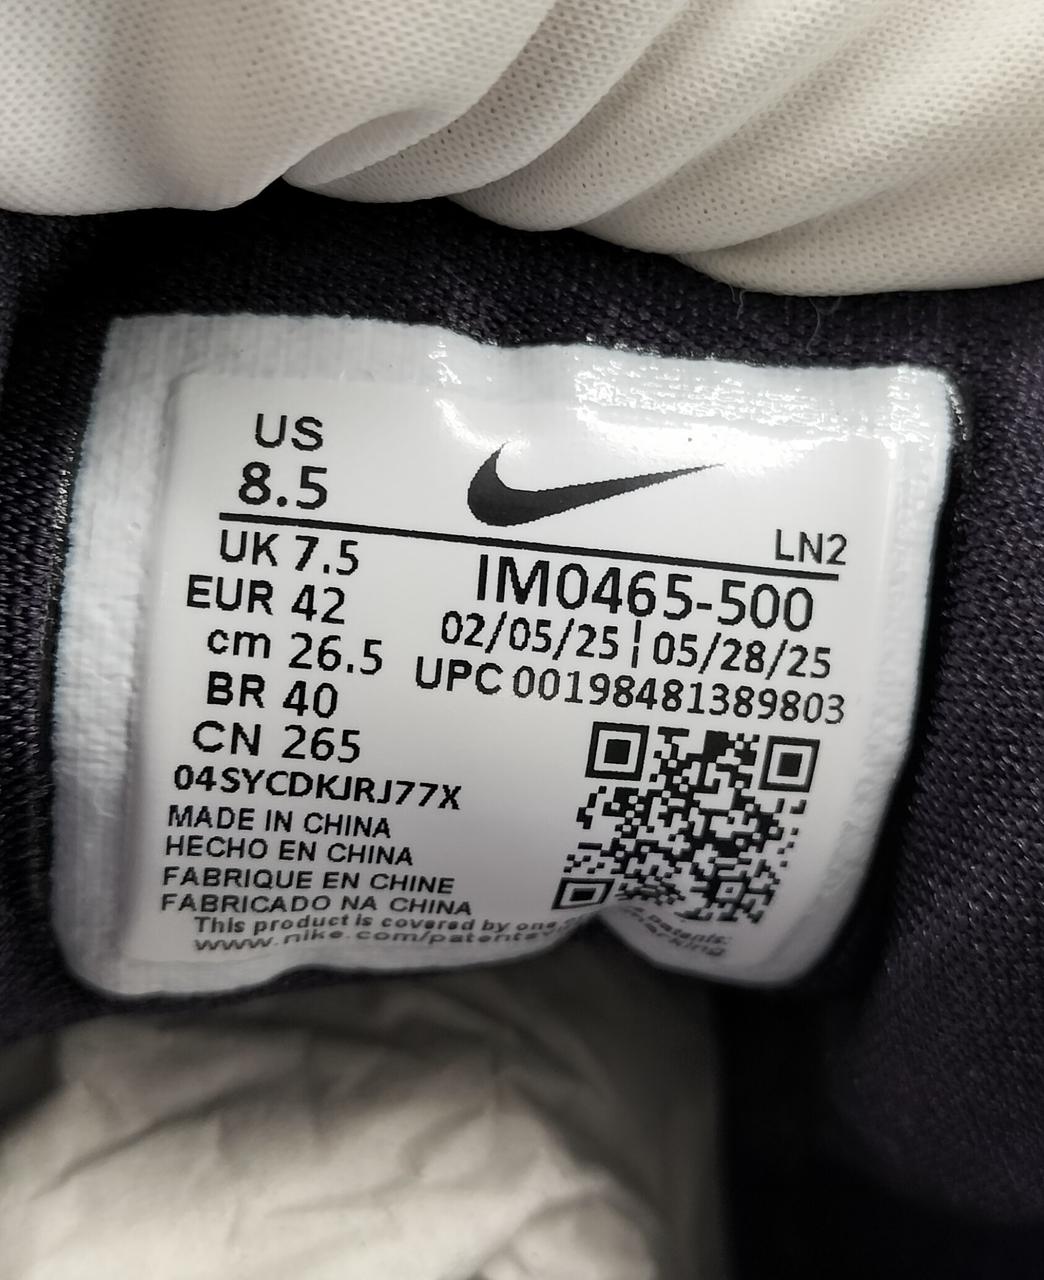 US
8.5
LN2
UK 7.5
EUR 42
cm 26.5
BR 40
CN 265
IM0465-500
02/05/25 | 05/28/25
UPC 00198481389803
04SYCDKJRJ77X
MADE IN CHINA
HECHO EN CHINA
FABRIQUE EN CHINE
FABRICADO NA CHINA
This product is covered by one
www.nike.com/patents